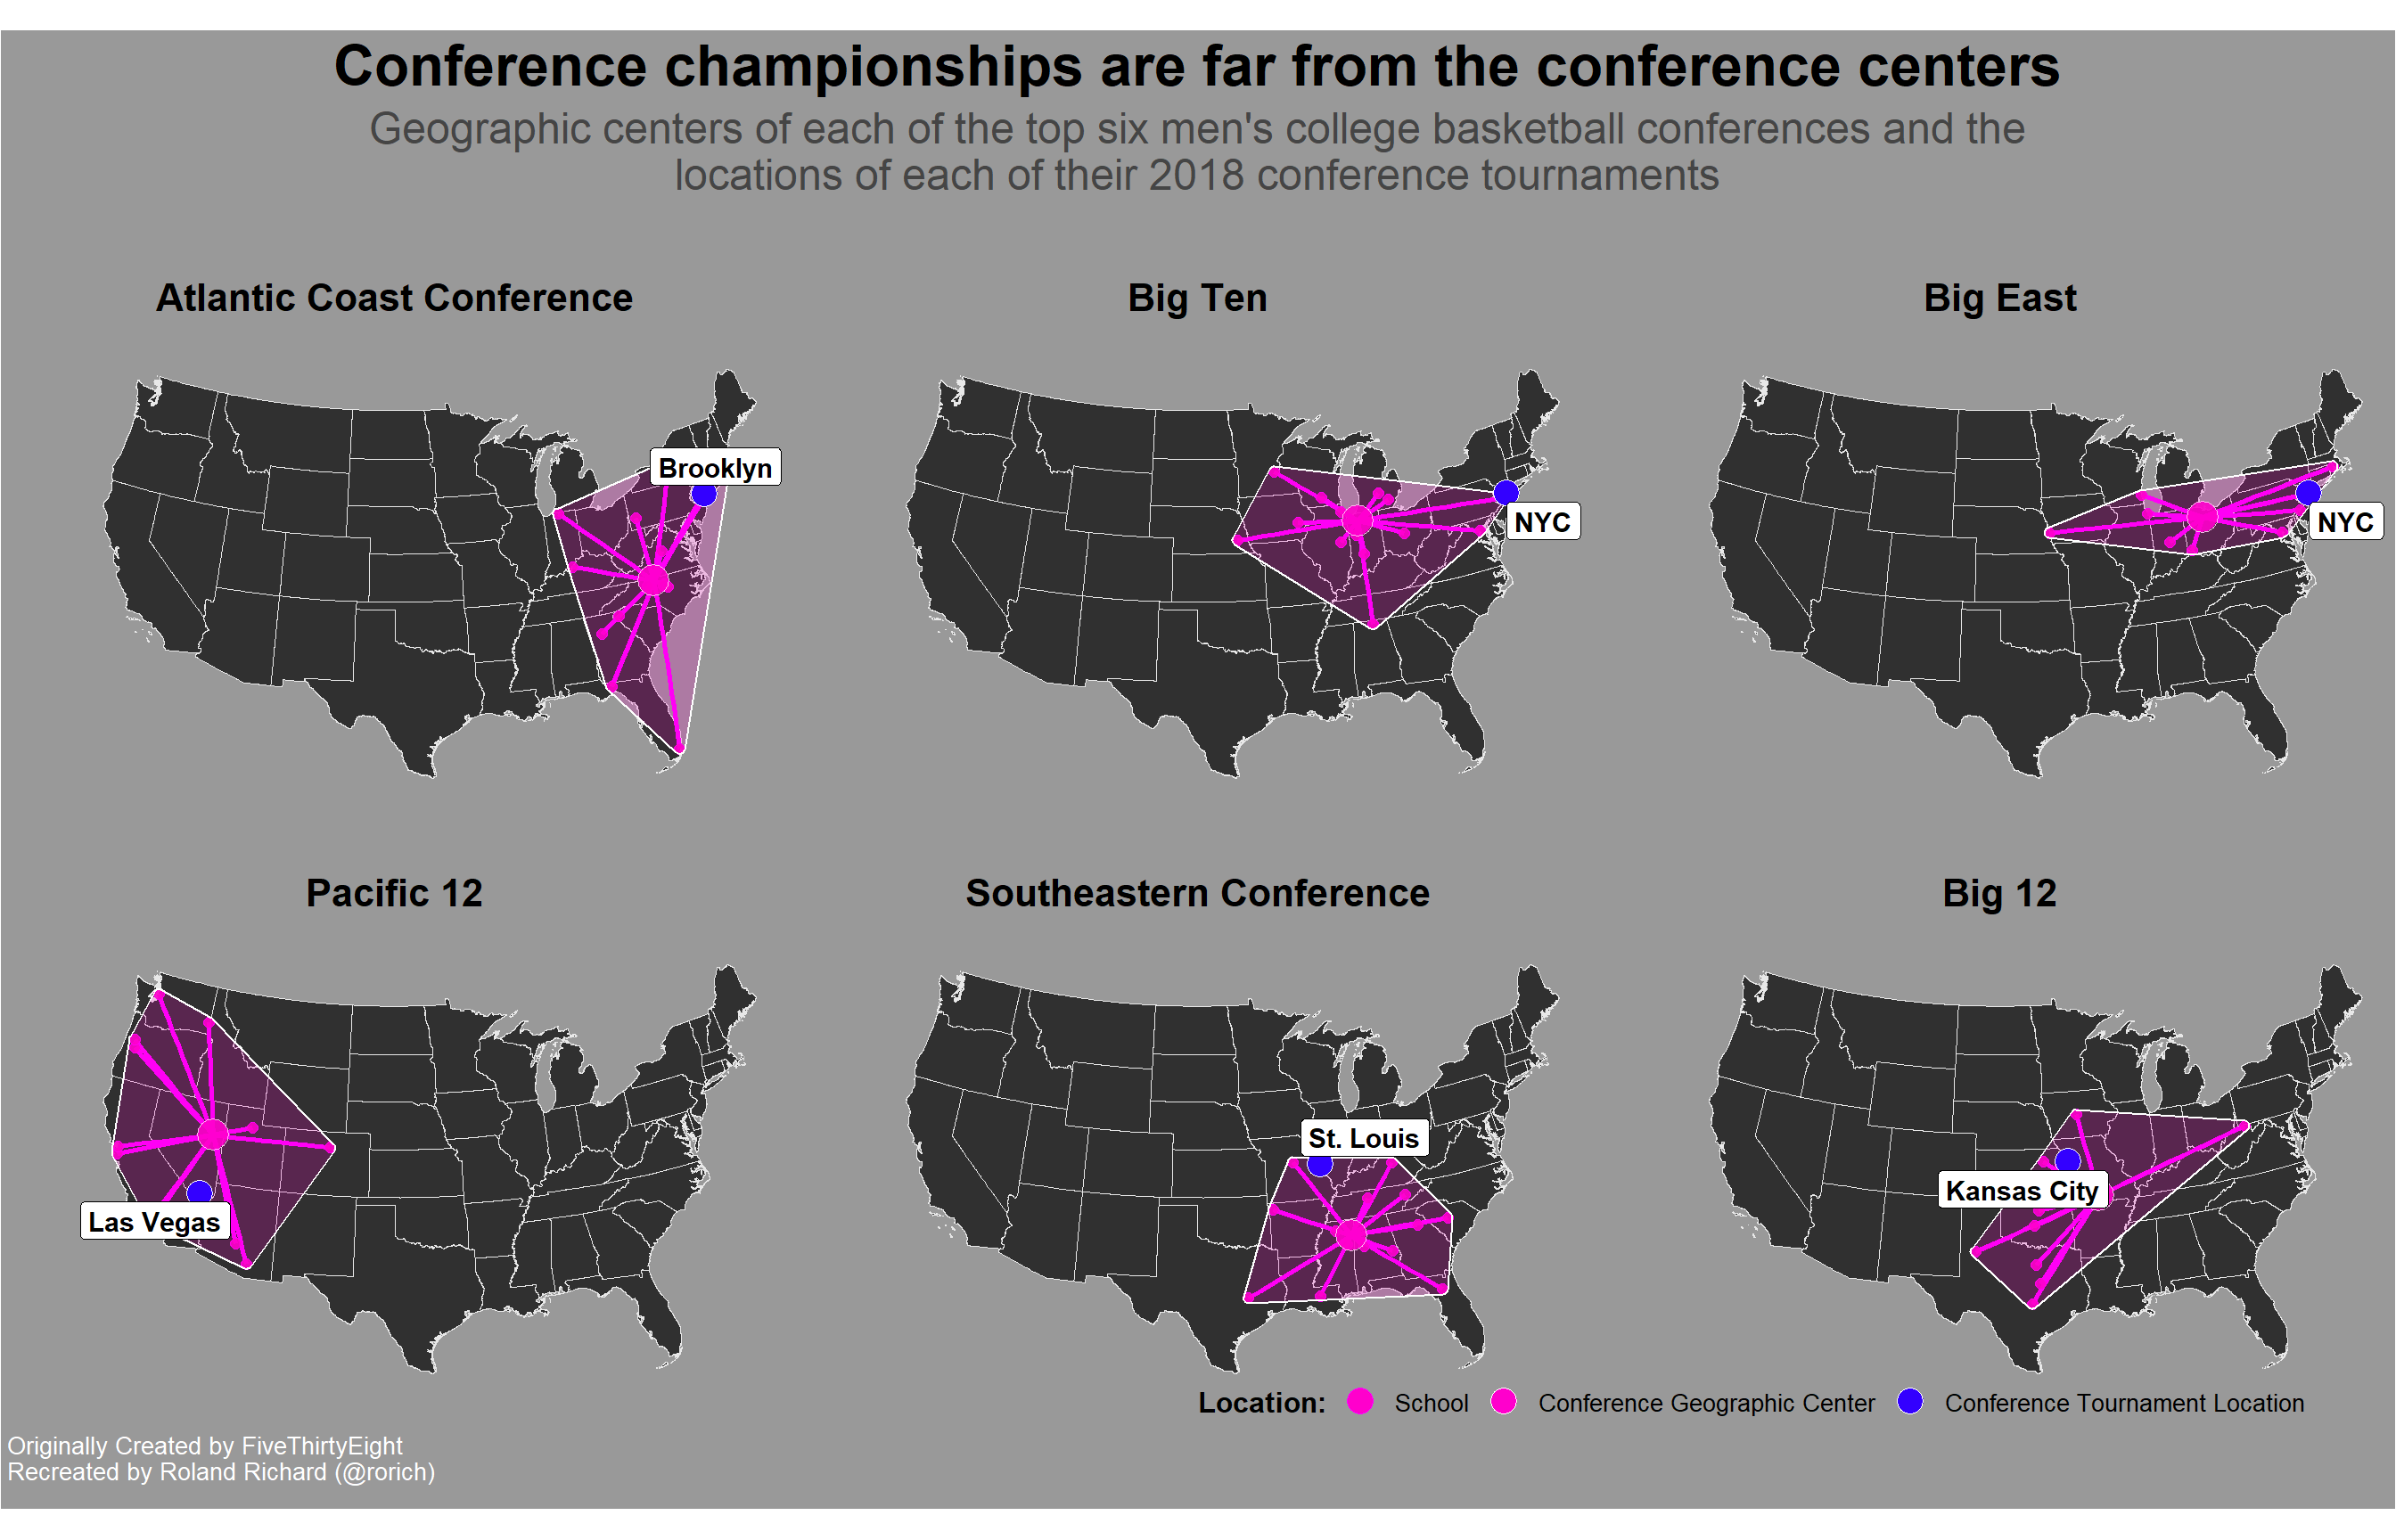 Conference championships are far from the conference centers
Geographic centers of each of the top six men's college basketball conferences and the
locations of each of their 2018 conference tournaments
Atlantic Coast Conference
Big Ten
Big East
Brooklyn
NYC
NYC
Pacific 12
Southeastern Conference
Big 12
Las Vegas
St. Louis
Kansas City
Location: School Conference Geographic Center Conference Tournament Location
Originally Created by FiveThirtyEight
Recreated by Roland Richard (@rorich)